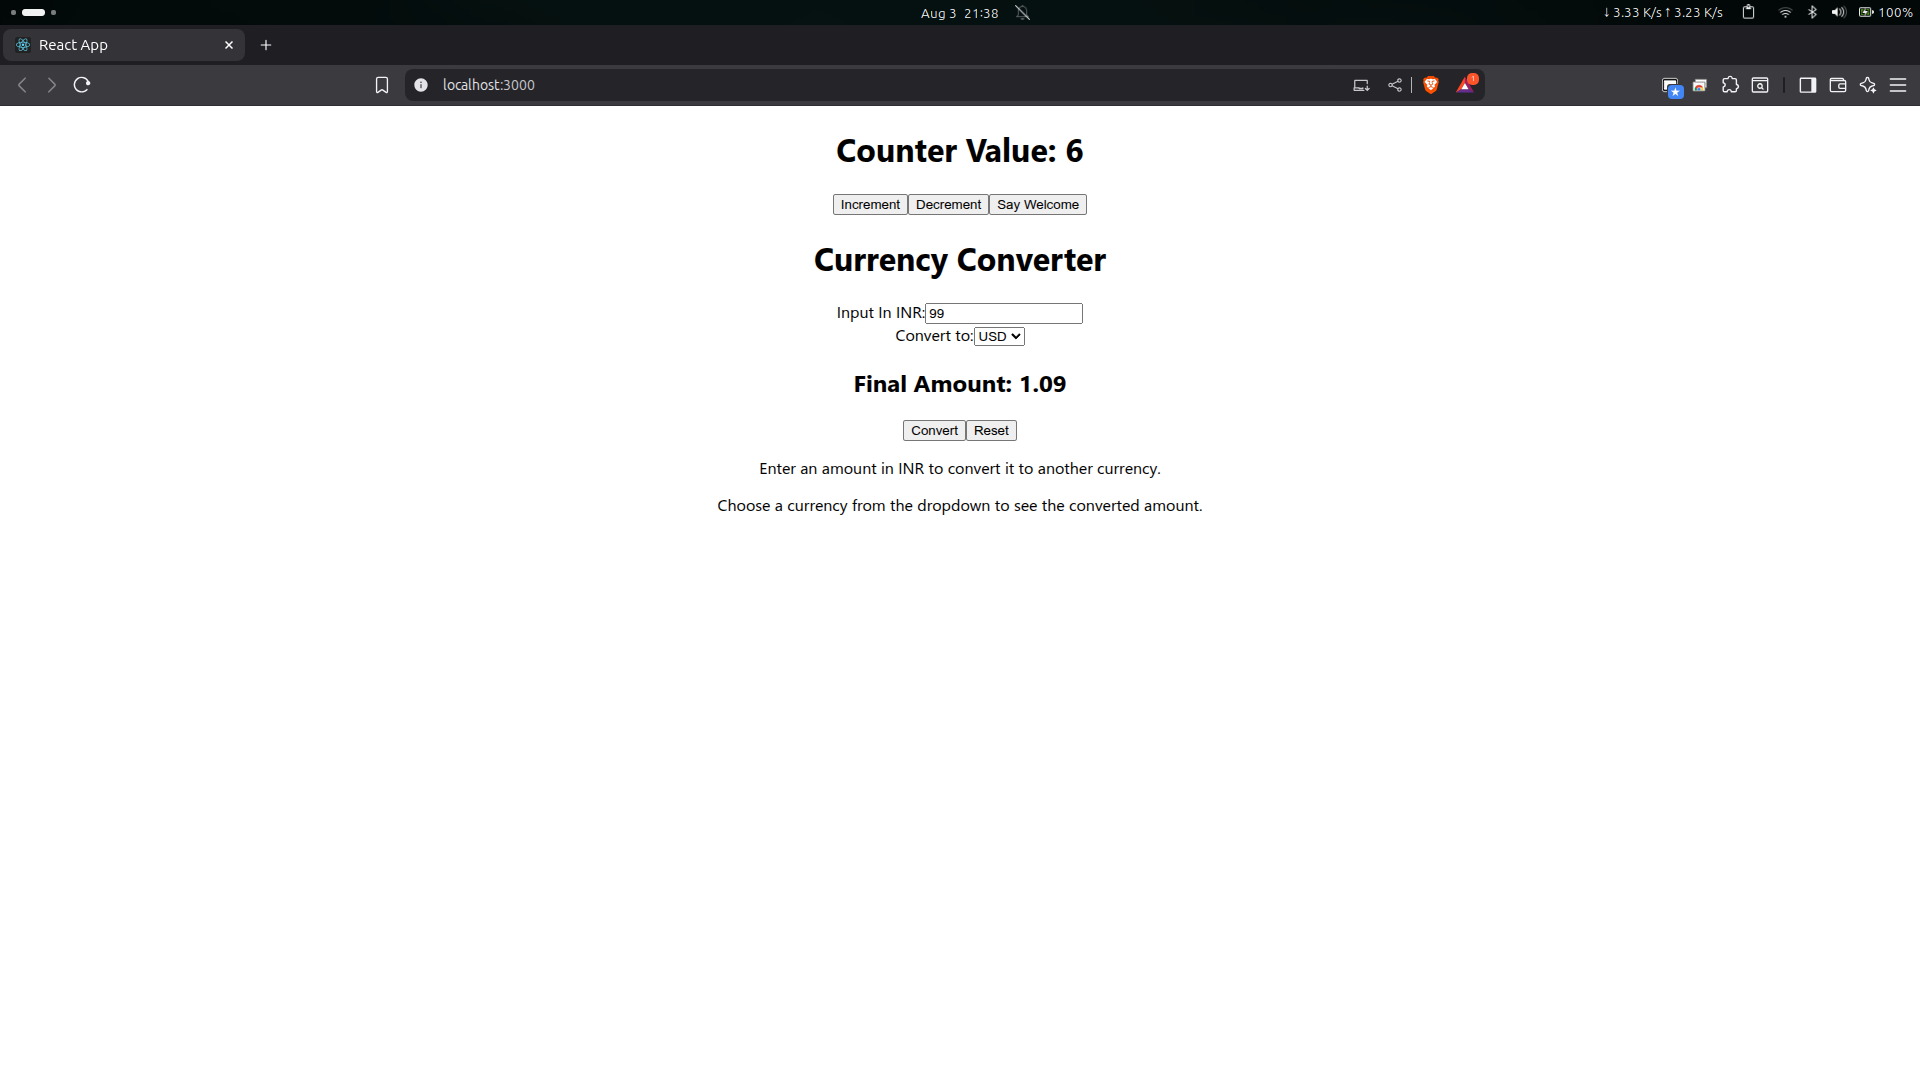 Aug 3 21:38
↓ 3.33 K/s ↑ 3.23 K/s
100%
React App
localhost:3000
1
Counter Value: 6
Increment Decrement Say Welcome
Currency Converter
Input In INR: 99
Convert to: USD
Final Amount: 1.09
Convert Reset
Enter an amount in INR to convert it to another currency.
Choose a currency from the dropdown to see the converted amount.